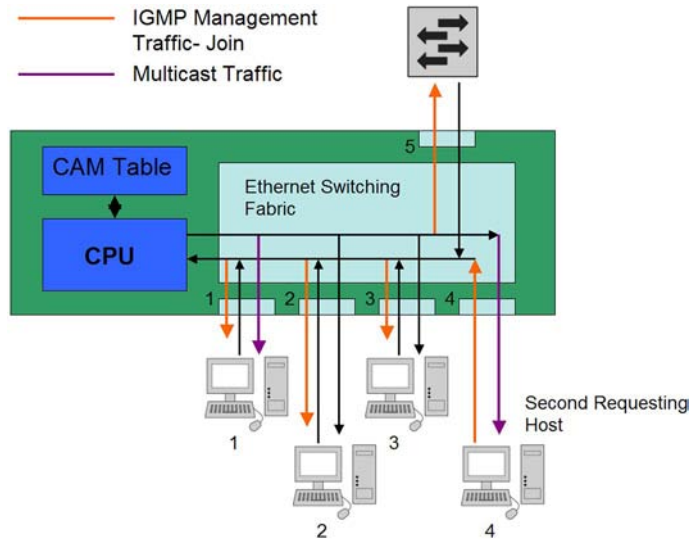 IGMP Management
Traffic- Join
Multicast Traffic
5
CAM Table
Ethernet Switching
Fabric
CPU
1
2
3
4
1
3
Second Requesting
Host
2
4